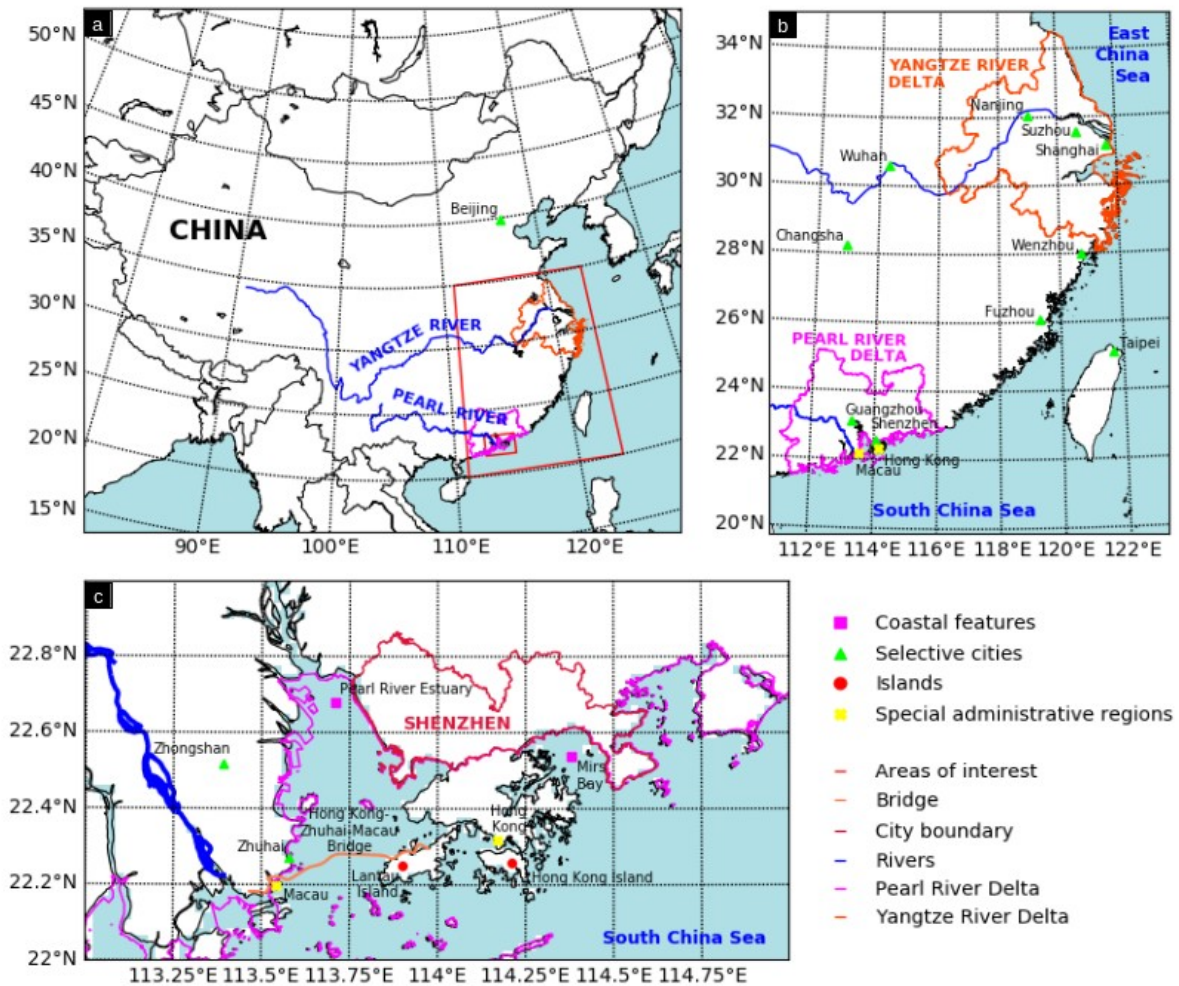 a
50°N
45°N
40°N
35°N
30°N
25°N
20°N
15°N
90°E
100°E
110°E
120°E
CHINA
Beijing
YANGTZE RIVER
PEARL RIVER
b
34°N
32°N
30°N
28°N
26°N
24°N
22°N
20°N
112°E
114°E
116°E
118°E
120°E
122°E
East
China
Sea
YANGTZE RIVER
DELTA
Nanjing
Suzhou
Shanghai
Wuhan
Changsha
Wenzhou
Fuzhou
Taipei
PEARL RIVER
DELTA
Guangzhou
Shenzhen
Hong Kong
Macau
South China Sea
c
22.8°N
22.6°N
22.4°N
22.2°N
22°N
113.25°E
113.5°E
113.75°E
114°E
114.25°E
114.5°E
114.75°E
Pearl River Estuary
SHENZHEN
Zhongshan
Mirs
Bay
Hong Kong-
Zhuhai-Macau
Bridge
Hong
Kong
Zhuhai
Lantau
Island
Hong Kong Island
Macau
South China Sea
Coastal features
Selective cities
Islands
Special administrative regions
Areas of interest
Bridge
City boundary
Rivers
Pearl River Delta
Yangtze River Delta